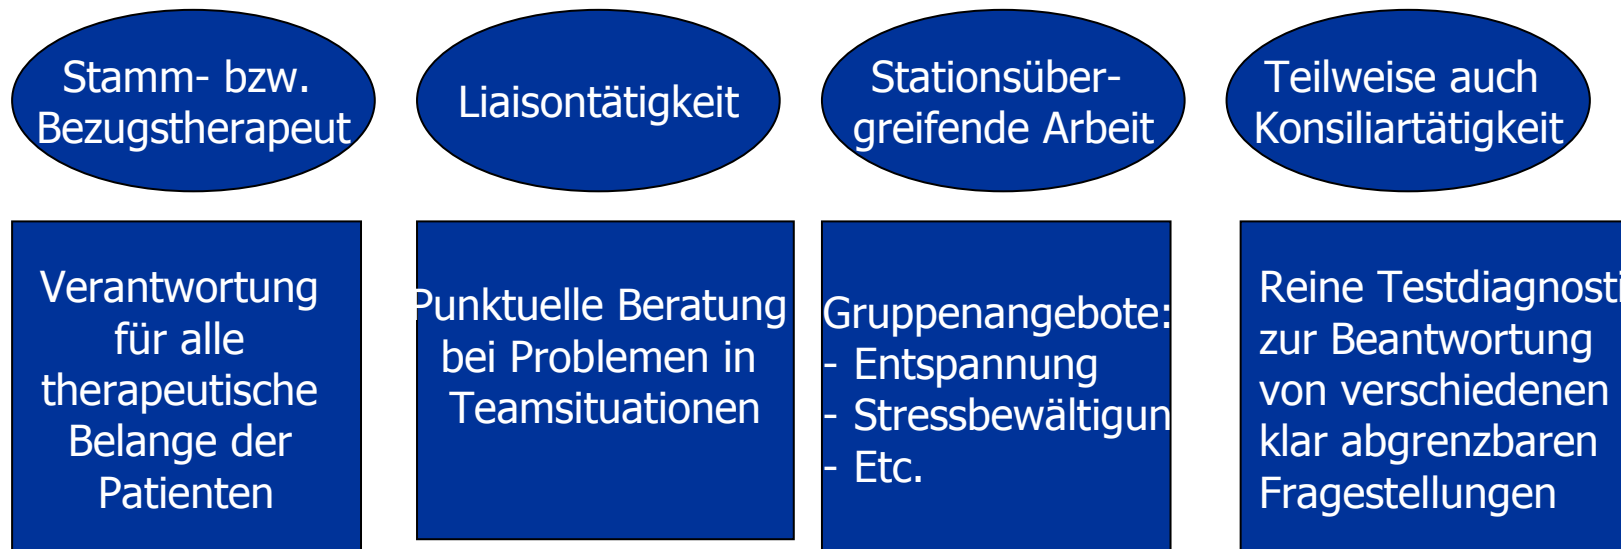 Stamm- bzw.
Bezugstherapeut
Liaisontätigkeit
Stationsüber-
greifende Arbeit
Teilweise auch
Konsiliartätigkeit
Verantwortung
für alle
therapeutische
Belange der
Patienten
Punktuelle Beratung
bei Problemen in
Teamsituationen
Gruppenangebote:
- Entspannung
- Stressbewältigun
- Etc.
Reine Testdiagnosti
zur Beantwortung
von verschiedenen
klar abgrenzbaren
Fragestellungen